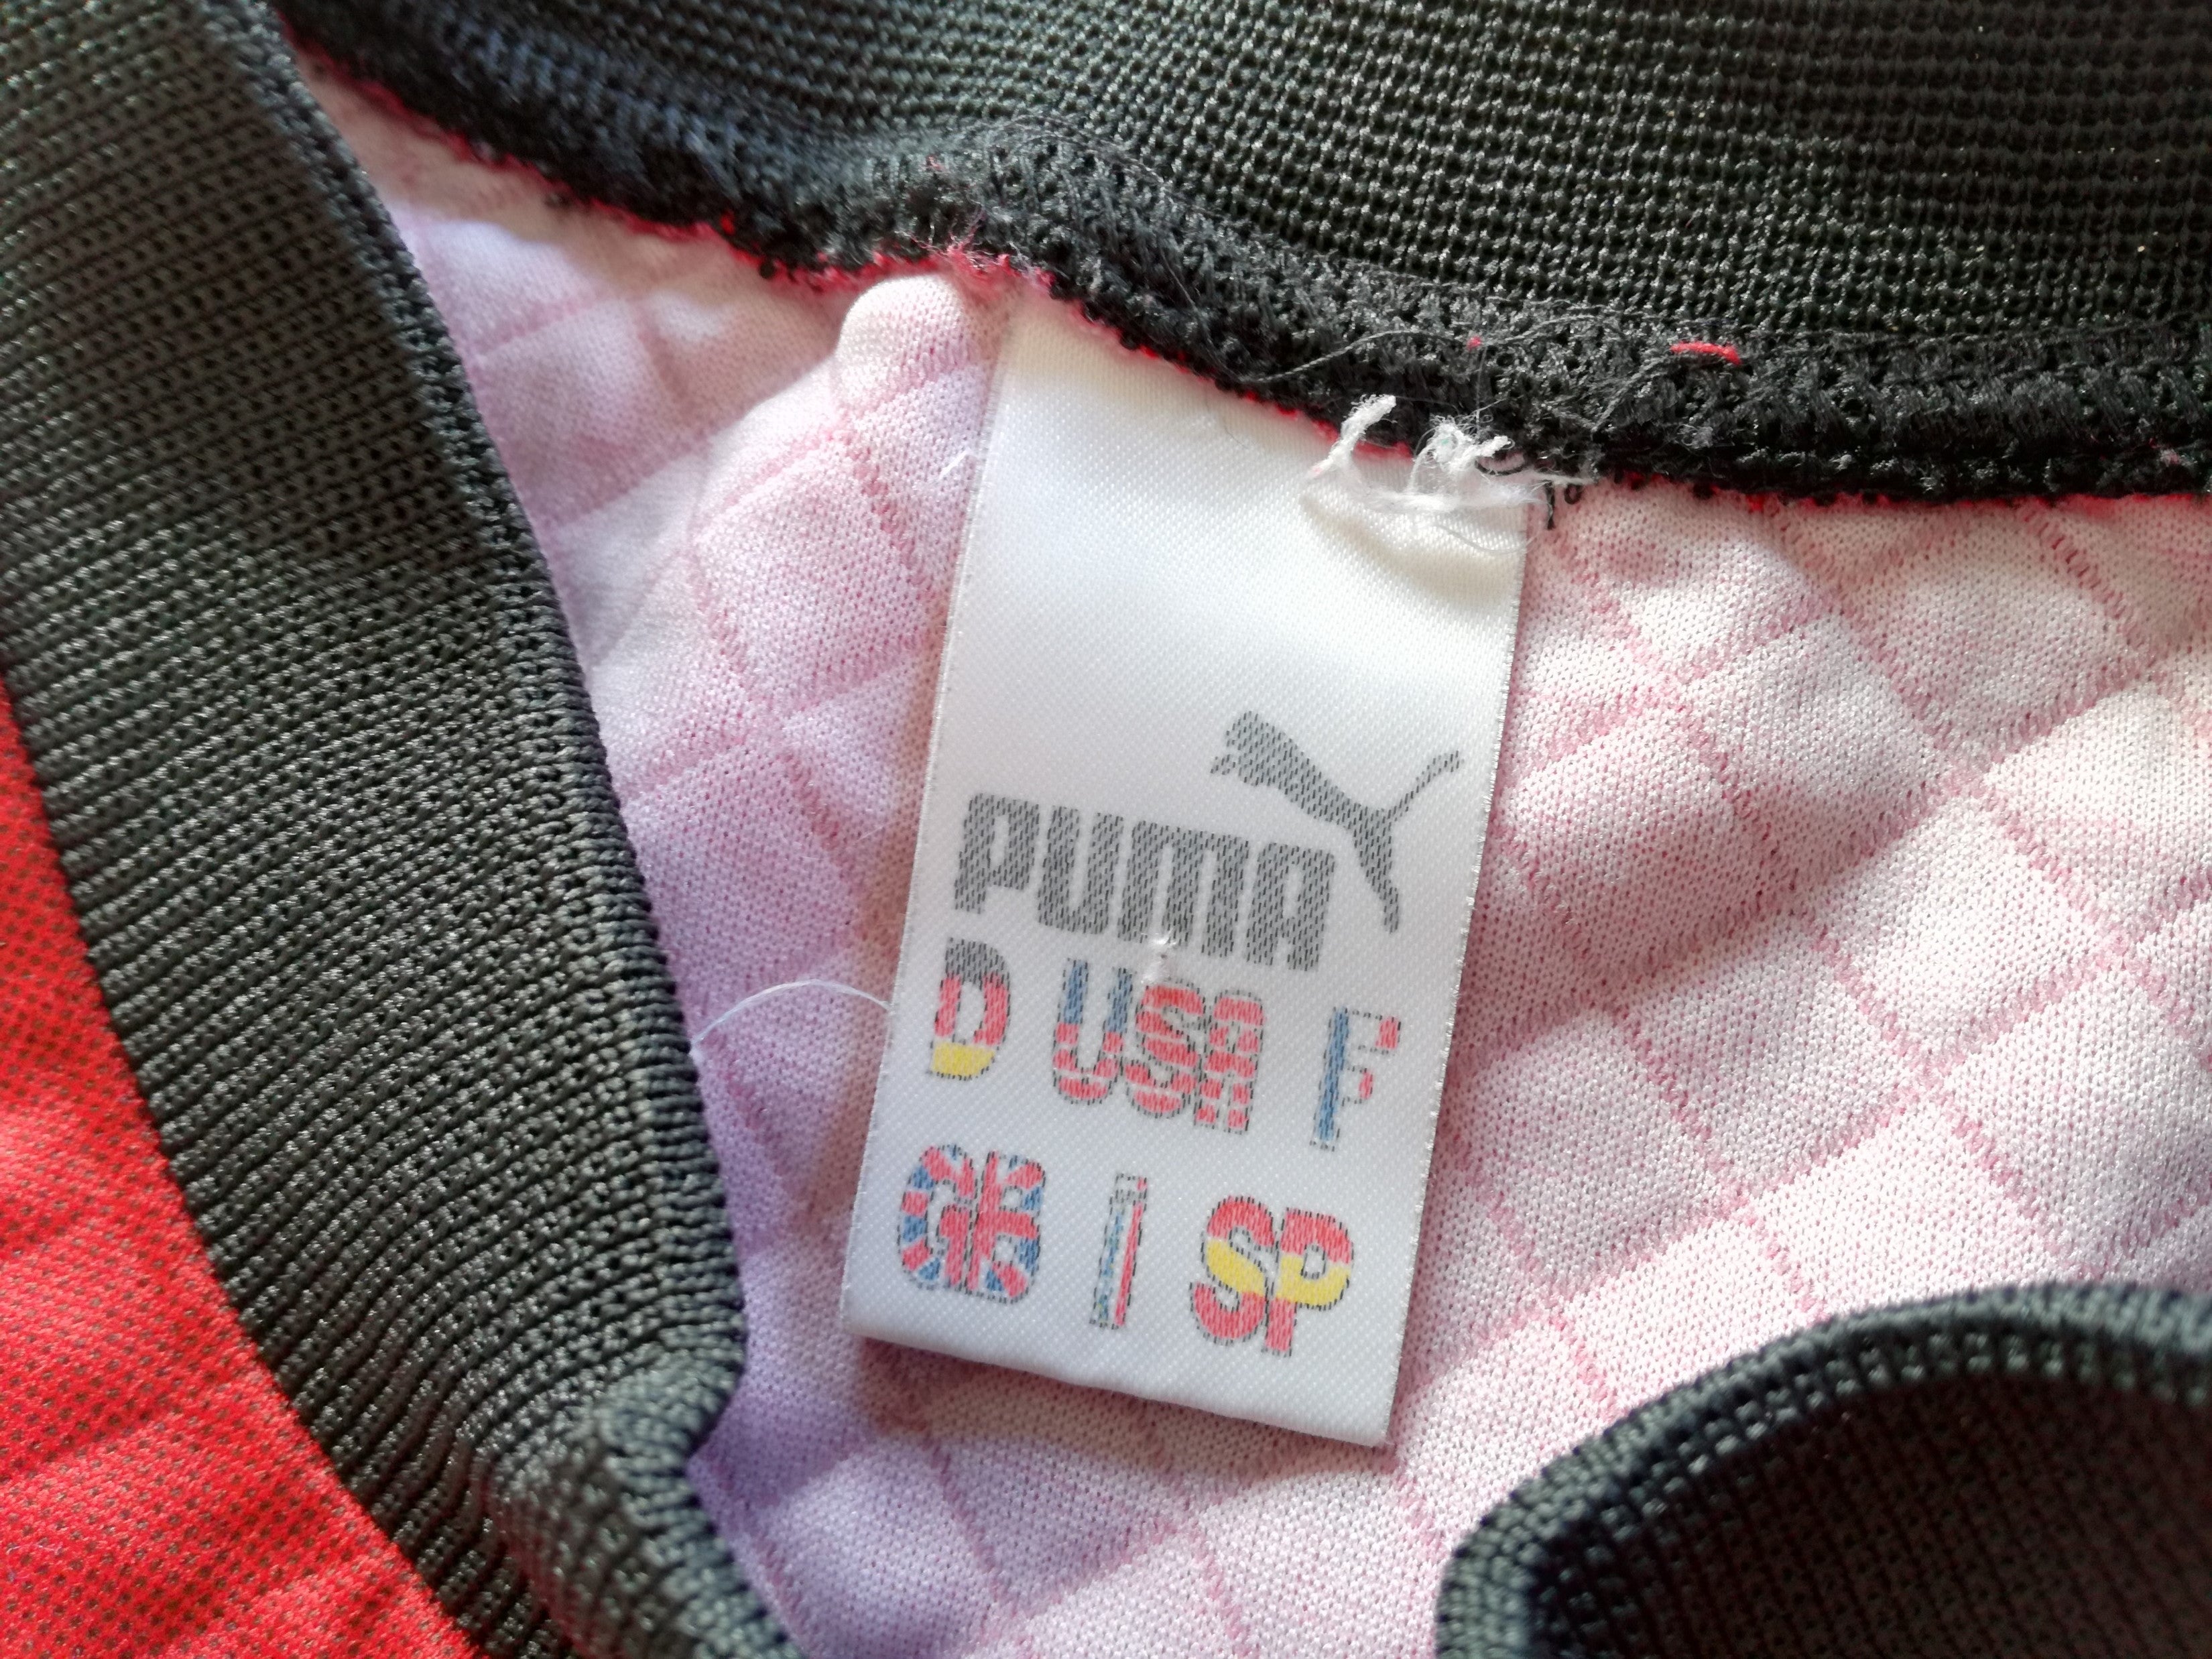 PUMA
D USA F
GB I SP